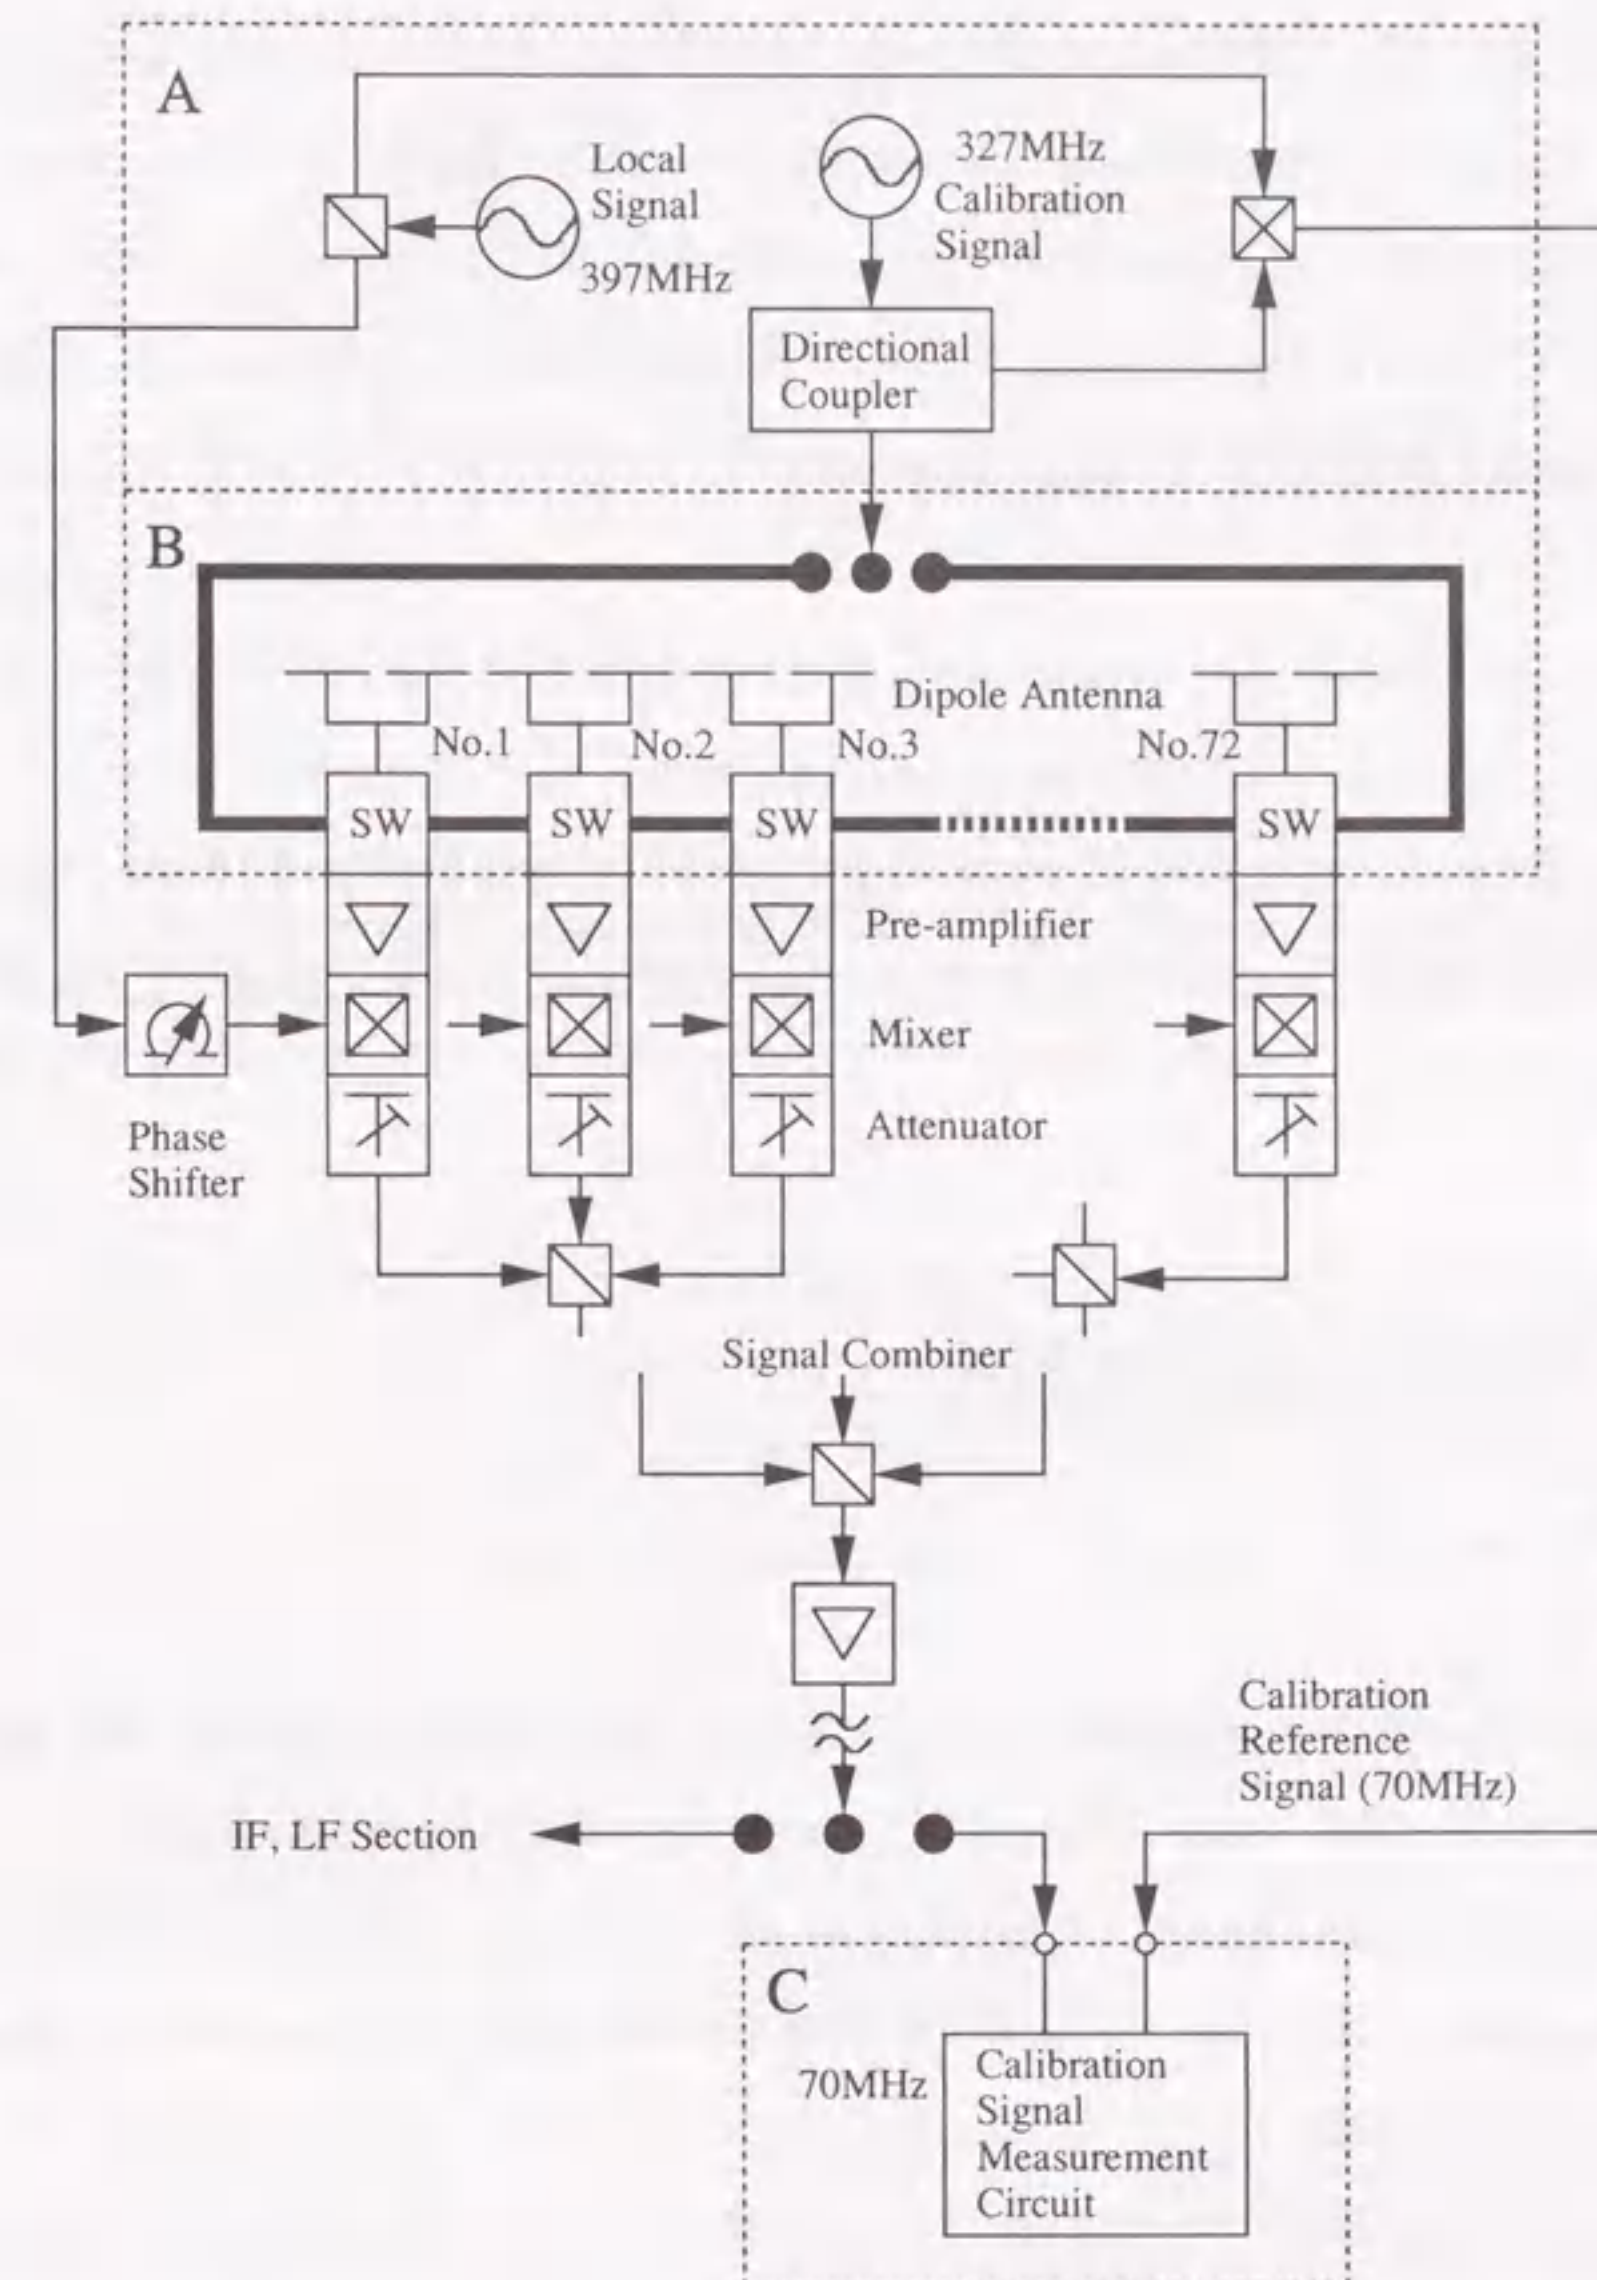 A
Local
Signal
397MHz
327MHz
Calibration
Signal
Directional
Coupler
B
Dipole Antenna
No.1
No.2
No.3
No.72
SW
SW
SW
SW
Pre-amplifier
Mixer
Attenuator
Phase
Shifter
Signal Combiner
Calibration
Reference
Signal (70MHz)
IF, LF Section
C
70MHz
Calibration
Signal
Measurement
Circuit